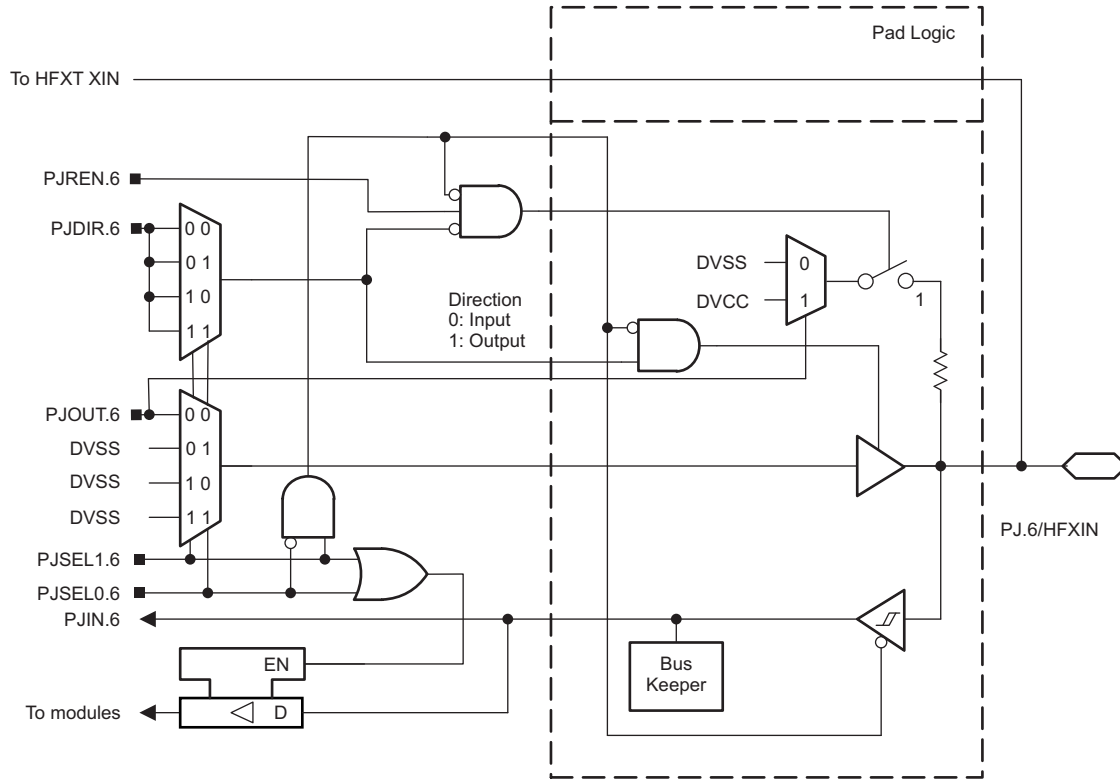 Pad Logic
To HFXT XIN
PJREN.6
PJDIR.6
0 0
0 1
1 0
1 1
DVSS
0
DVCC
1
1
Direction
0: Input
1: Output
PJOUT.6
0 0
DVSS
0 1
DVSS
1 0
DVSS
1 1
PJ.6/HFXIN
PJSEL1.6
PJSEL0.6
PJIN.6
EN
Bus
Keeper
To modules
D